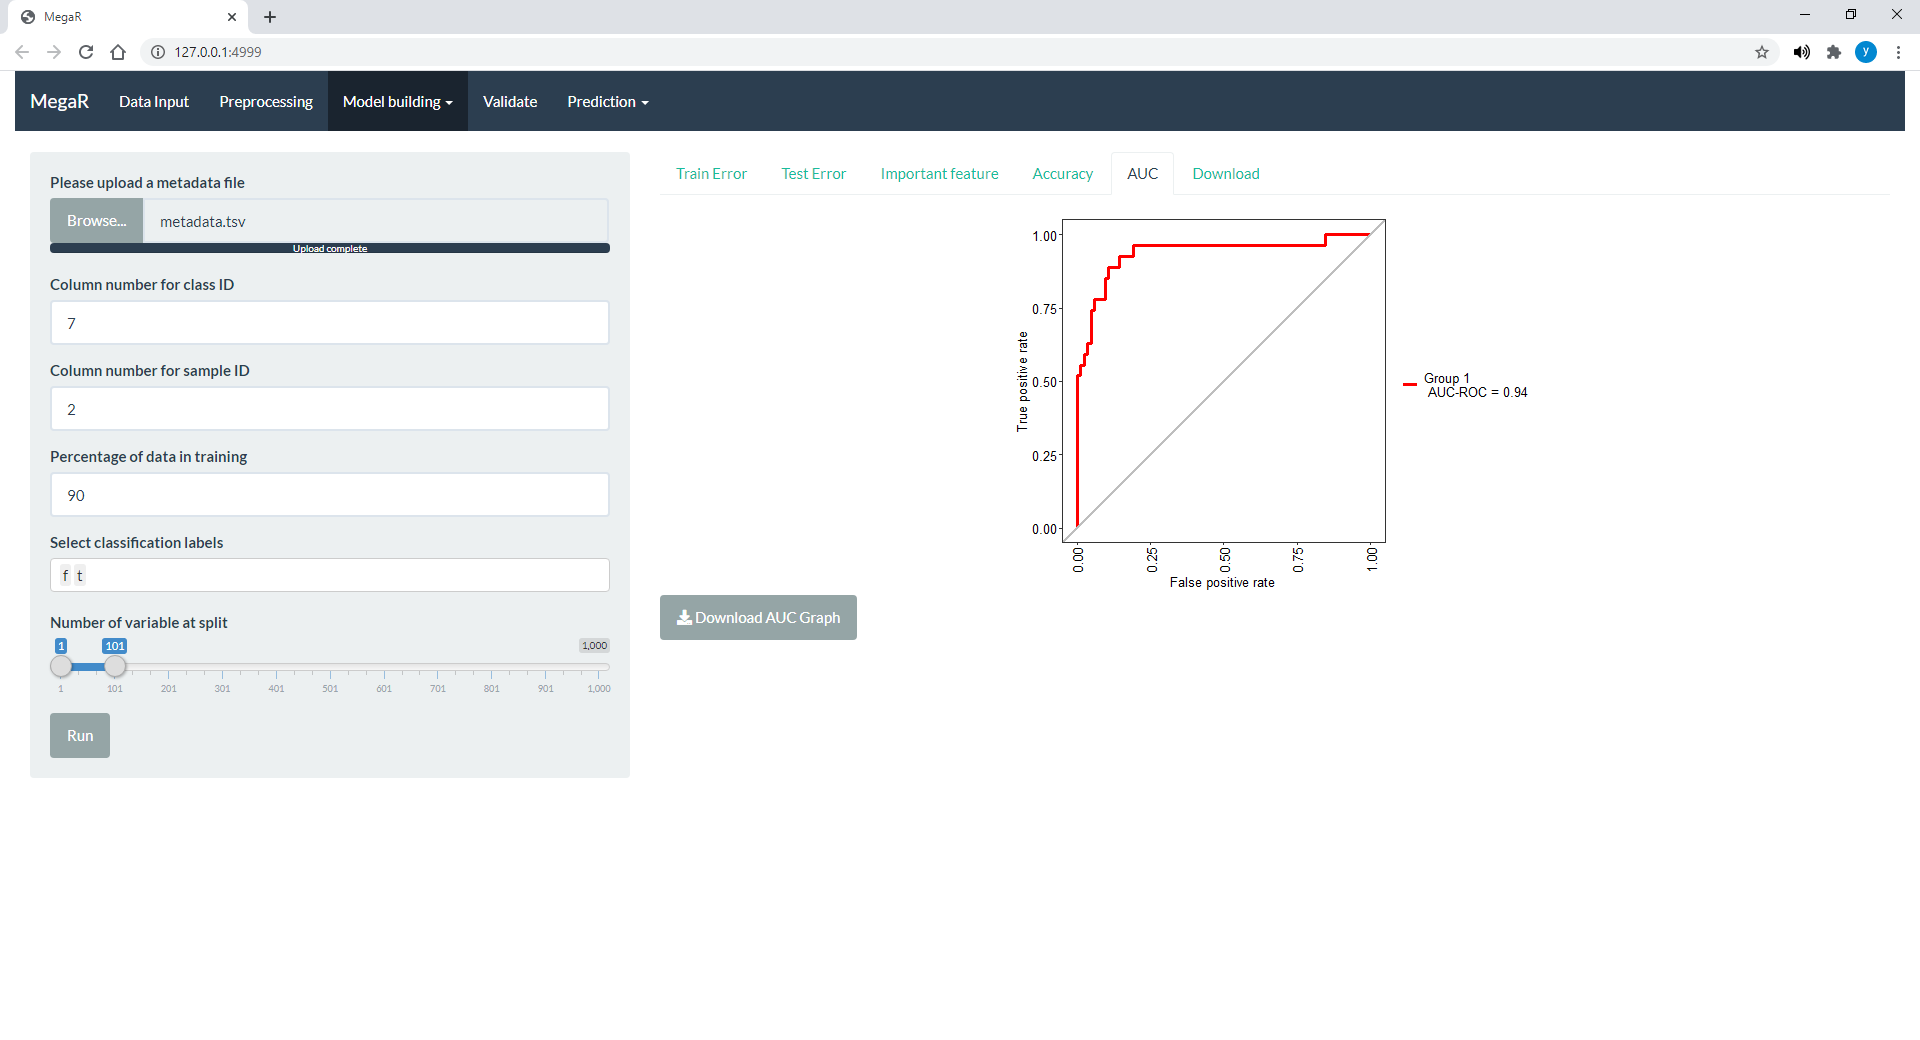 MegaR
127.0.0.1:4999
y
MegaR Data Input Preprocessing Model building Validate Prediction
Please upload a metadata file
Browse... metadata.tsv
Upload complete
Column number for class ID
7
Column number for sample ID
2
Percentage of data in training
90
Select classification labels
f t
Number of variable at split
1 101 1,000
1 101 201 301 401 501 601 701 801 901 1,000
Run
Train Error Test Error Important feature Accuracy AUC Download
True positive rate
1.00
0.75
0.50
0.25
0.00
0.00 0.25 0.50 0.75 1.00
False positive rate
Group 1
AUC-ROC = 0.94
Download AUC Graph